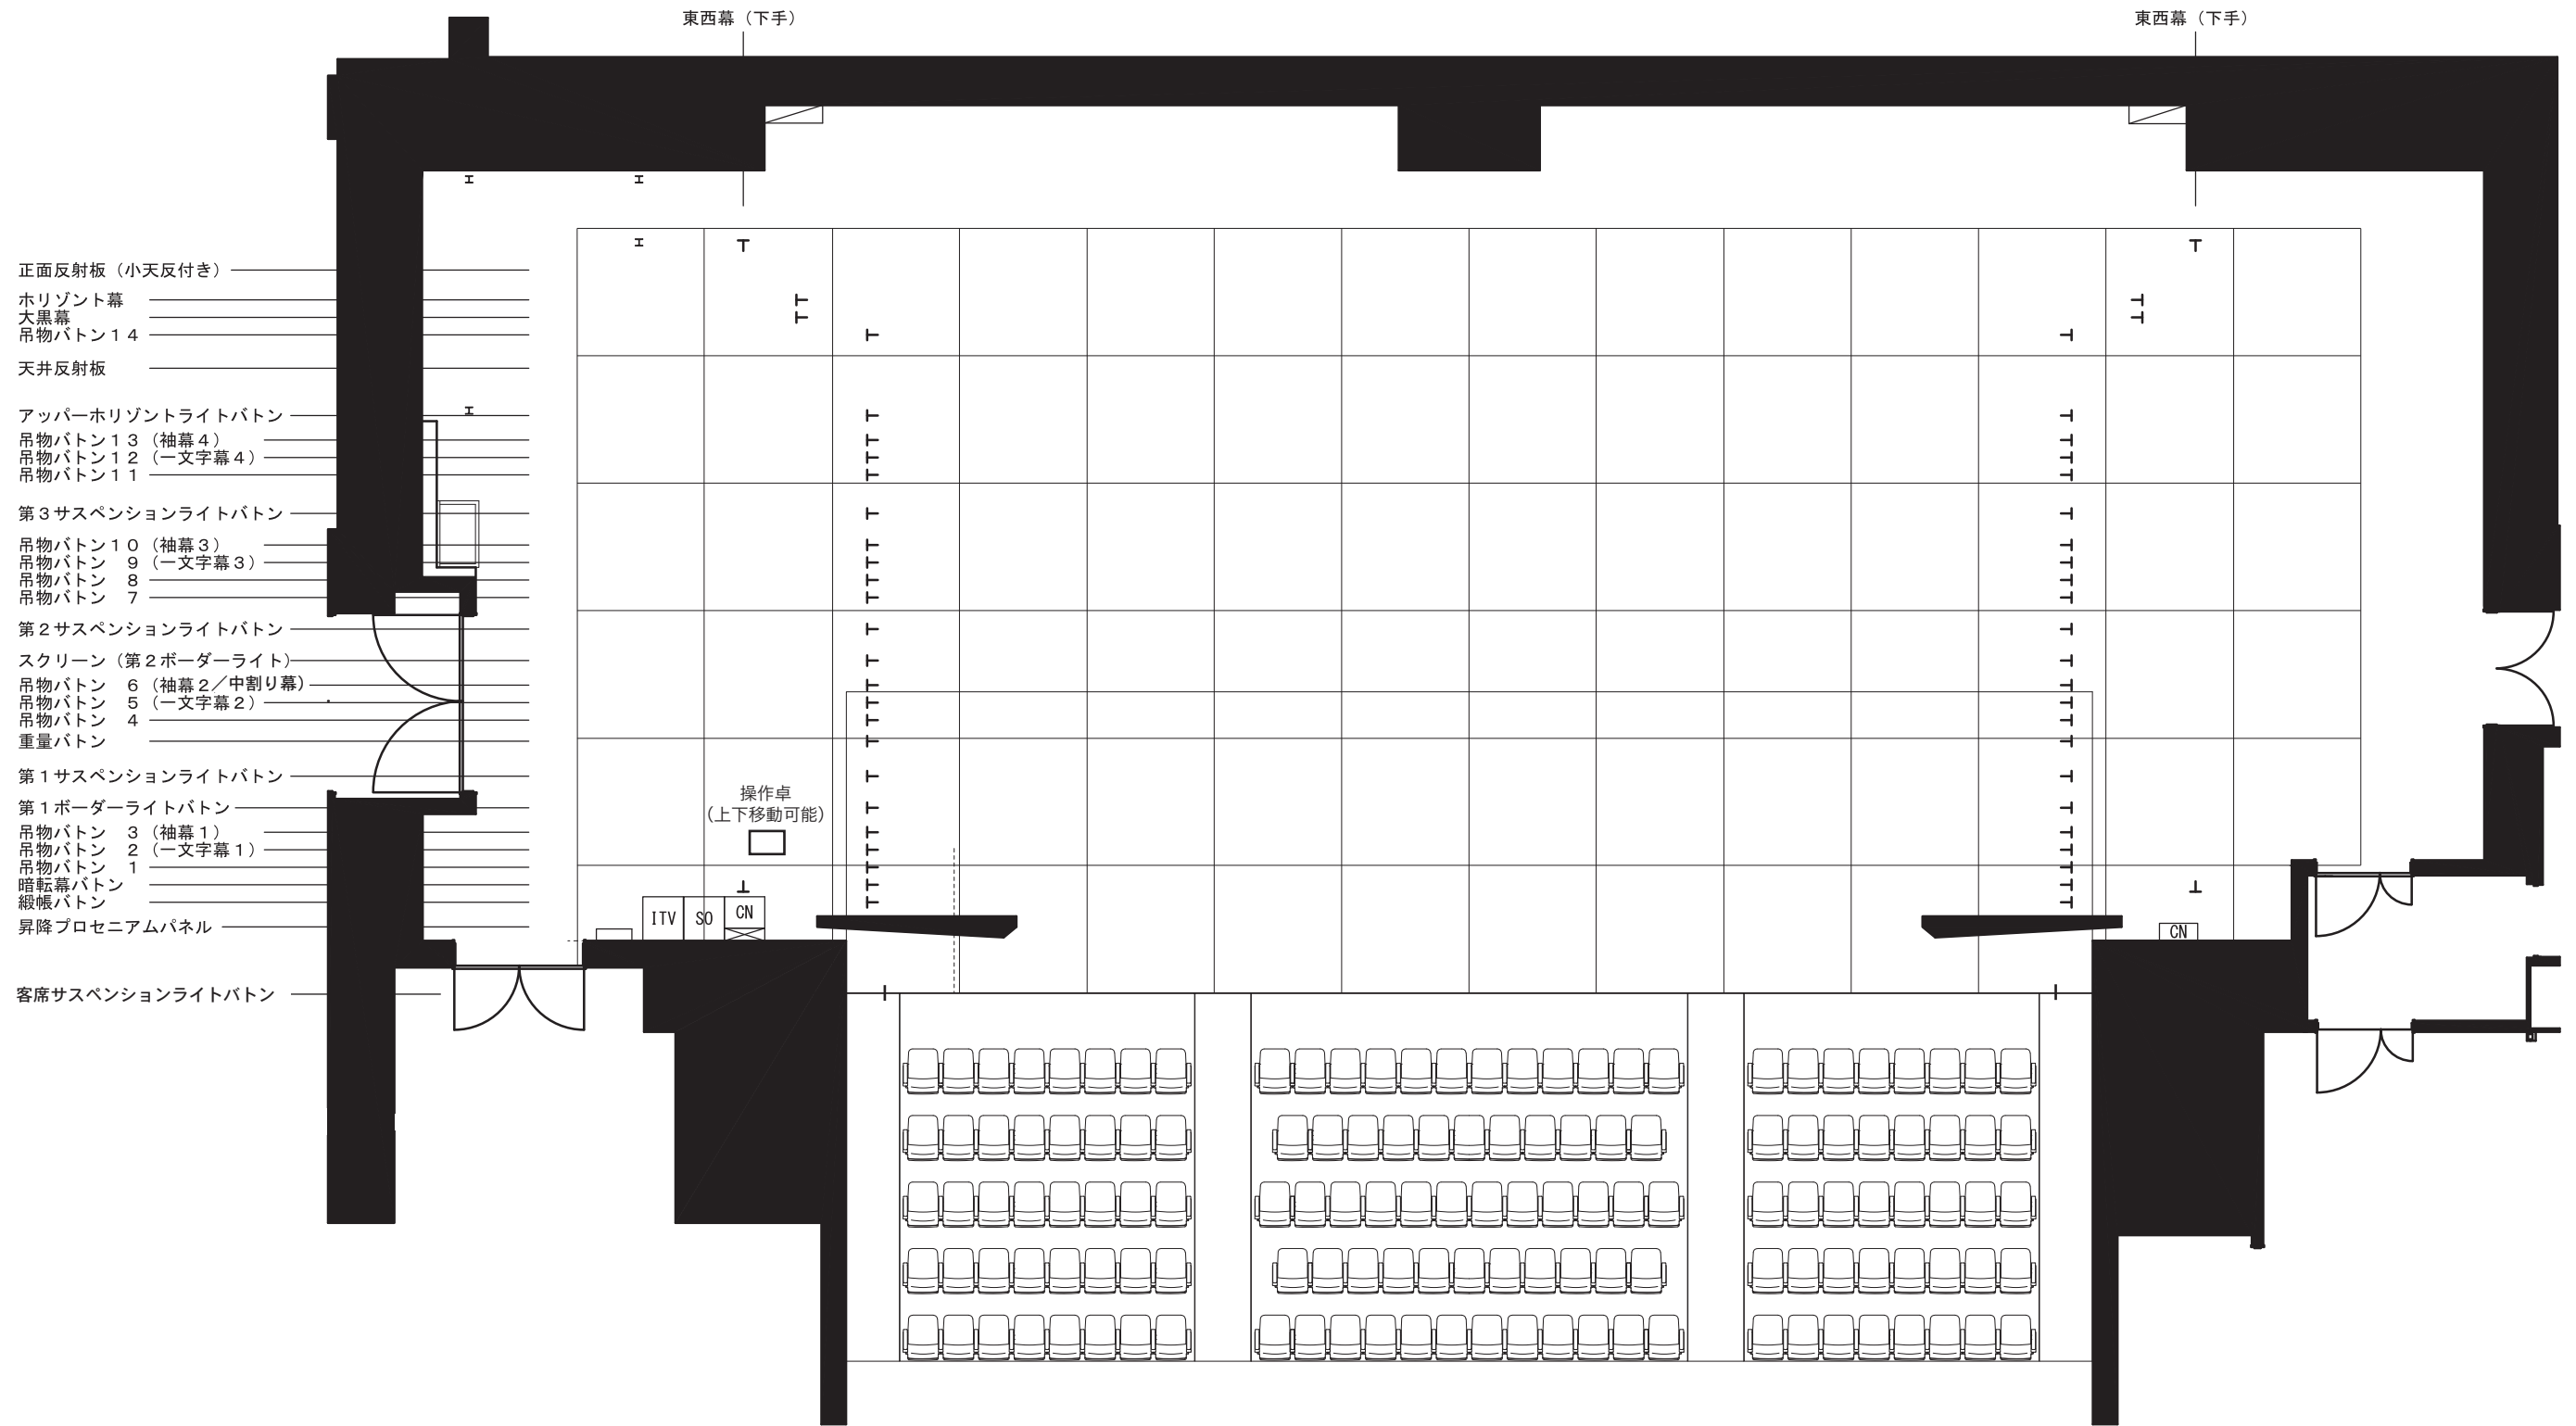 東西幕（下手）
東西幕（下手）
正面反射板（小天反付き）
ホリゾント幕
大黒幕
吊物バトン１４
天井反射板
アッパーホリゾントライトバトン
吊物バトン１３（袖幕４）
吊物バトン１２（一文字幕４）
吊物バトン１１
第３サスペンションライトバトン
吊物バトン１０（袖幕３）
吊物バトン　９（一文字幕３）
吊物バトン　８
吊物バトン　７
第２サスペンションライトバトン
スクリーン（第２ボーダーライト）
吊物バトン　６（袖幕２／中割り幕）
吊物バトン　５（一文字幕２）
吊物バトン　４
重量バトン
第１サスペンションライトバトン
第１ボーダーライトバトン
吊物バトン　３（袖幕１）
吊物バトン　２（一文字幕１）
吊物バトン　１
暗転幕バトン
緞帳バトン
昇降プロセニアムパネル
客席サスペンションライトバトン
操作卓
（上下移動可能）
ITV
SO
CN
CN